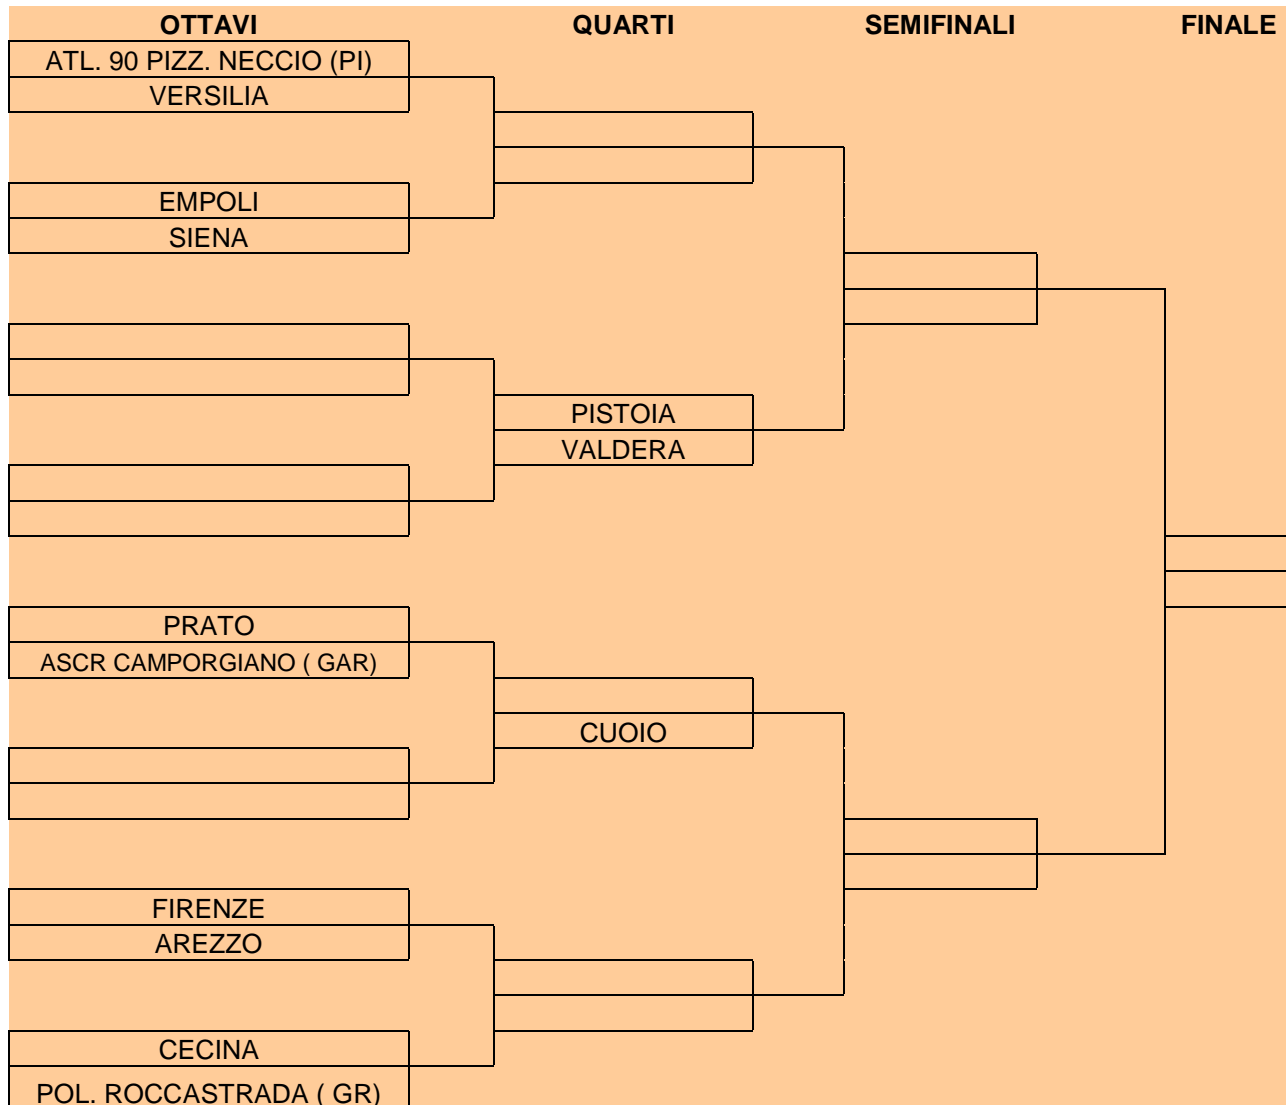 OTTAVI QUARTI SEMIFINALI FINALE
ATL. 90 PIZZ. NECCIO (PI)
VERSILIA
EMPOLI
SIENA
PISTOIA
VALDERA
PRATO
ASCR CAMPORGIANO ( GAR)
CUOIO
FIRENZE
AREZZO
CECINA
POL. ROCCASTRADA ( GR)